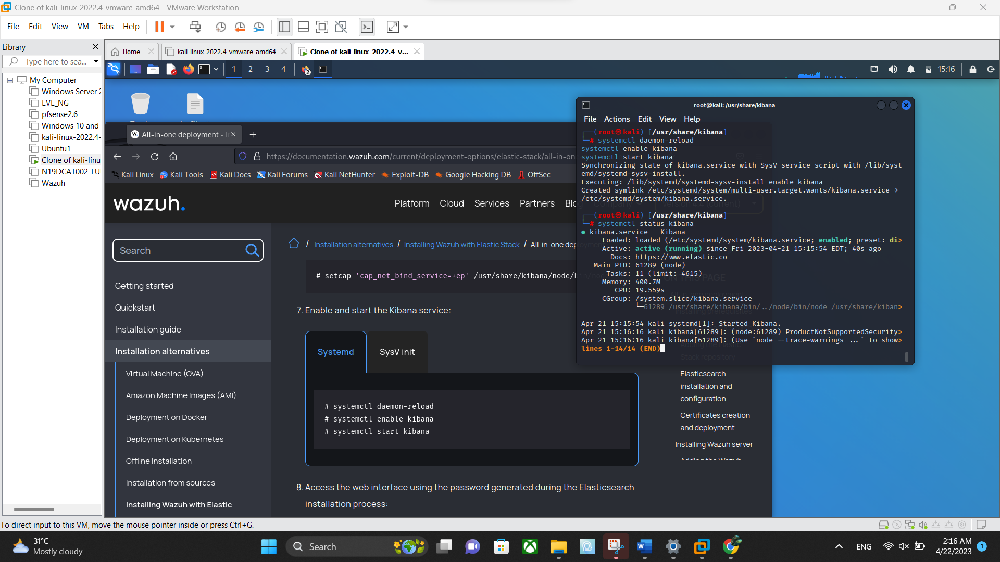 Clone of kali-linux-2022.4-vmware-amd64 - VMware Workstation
File Edit View VM Tabs Help
Library
Type here to sea...
My Computer
Windows Server 2
EVE_NG
pfsense2.6
Windows 10 and
kali-linux-2022.4-
Ubuntu1
Clone of kali-linu
N19DCAT002-LU
Wazuh
Home
kali-linux-2022.4-vmware-amd64
Clone of kali-linux-2022.4-v...
1 2 3 4
2
15:16
All-in-one deployment -
https://documentation.wazuh.com/current/deployment-options/elastic-stack/all-in-one
Kali Linux Kali Tools Kali Docs Kali Forums Kali NetHunter Exploit-DB Google Hacking DB OffSec
wazuh.
Platform Cloud Services Partners Blog Company
Search
Getting started
Quickstart
Installation guide
Installation alternatives
Virtual Machine (OVA)
Amazon Machine Images (AMI)
Deployment on Docker
Deployment on Kubernetes
Offline installation
Installation from sources
Installing Wazuh with Elastic
/ Installation alternatives / Installing Wazuh with Elastic Stack / All-in-one dep
# setcap 'cap_net_bind_service=+ep' /usr/share/kibana/node/bin/node
7. Enable and start the Kibana service:
Systemd SysV init
# systemctl daemon-reload
# systemctl enable kibana
# systemctl start kibana
8. Access the web interface using the password generated during the Elasticsearch
installation process:
ON THIS PAGE
Stack repository
Elasticsearch
installation and
configuration
Certificates creation
and deployment
Installing Wazuh server
Adding the Wazuh
root@kali: /usr/share/kibana
File Actions Edit View Help
┌──(root㉿kali)-[/usr/share/kibana]
└─# systemctl daemon-reload
systemctl enable kibana
systemctl start kibana
Synchronizing state of kibana.service with SysV service script with /lib/syst
emd/systemd-sysv-install.
Executing: /lib/systemd/systemd-sysv-install enable kibana
Created symlink /etc/systemd/system/multi-user.target.wants/kibana.service →
/etc/systemd/system/kibana.service.
┌──(root㉿kali)-[/usr/share/kibana]
└─# systemctl status kibana
● kibana.service - Kibana
Loaded: loaded (/etc/systemd/system/kibana.service; enabled; preset: di>
Active: active (running) since Fri 2023-04-21 15:15:54 EDT; 40s ago
Docs: https://www.elastic.co
Main PID: 61289 (node)
Tasks: 11 (limit: 4615)
Memory: 400.7M
CPU: 19.559s
CGroup: /system.slice/kibana.service
└─61289 /usr/share/kibana/bin/../node/bin/node /usr/share/kiban>
Apr 21 15:15:54 kali systemd[1]: Started Kibana.
Apr 21 15:16:16 kali kibana[61289]: (node:61289) ProductNotSupportedSecurity>
Apr 21 15:16:16 kali kibana[61289]: (Use `node --trace-warnings ...` to show>
lines 1-14/14 (END)
To direct input to this VM, move the mouse pointer inside or press Ctrl+G.
31°C
Mostly cloudy
Search
ENG
2:16 AM
4/22/2023
1